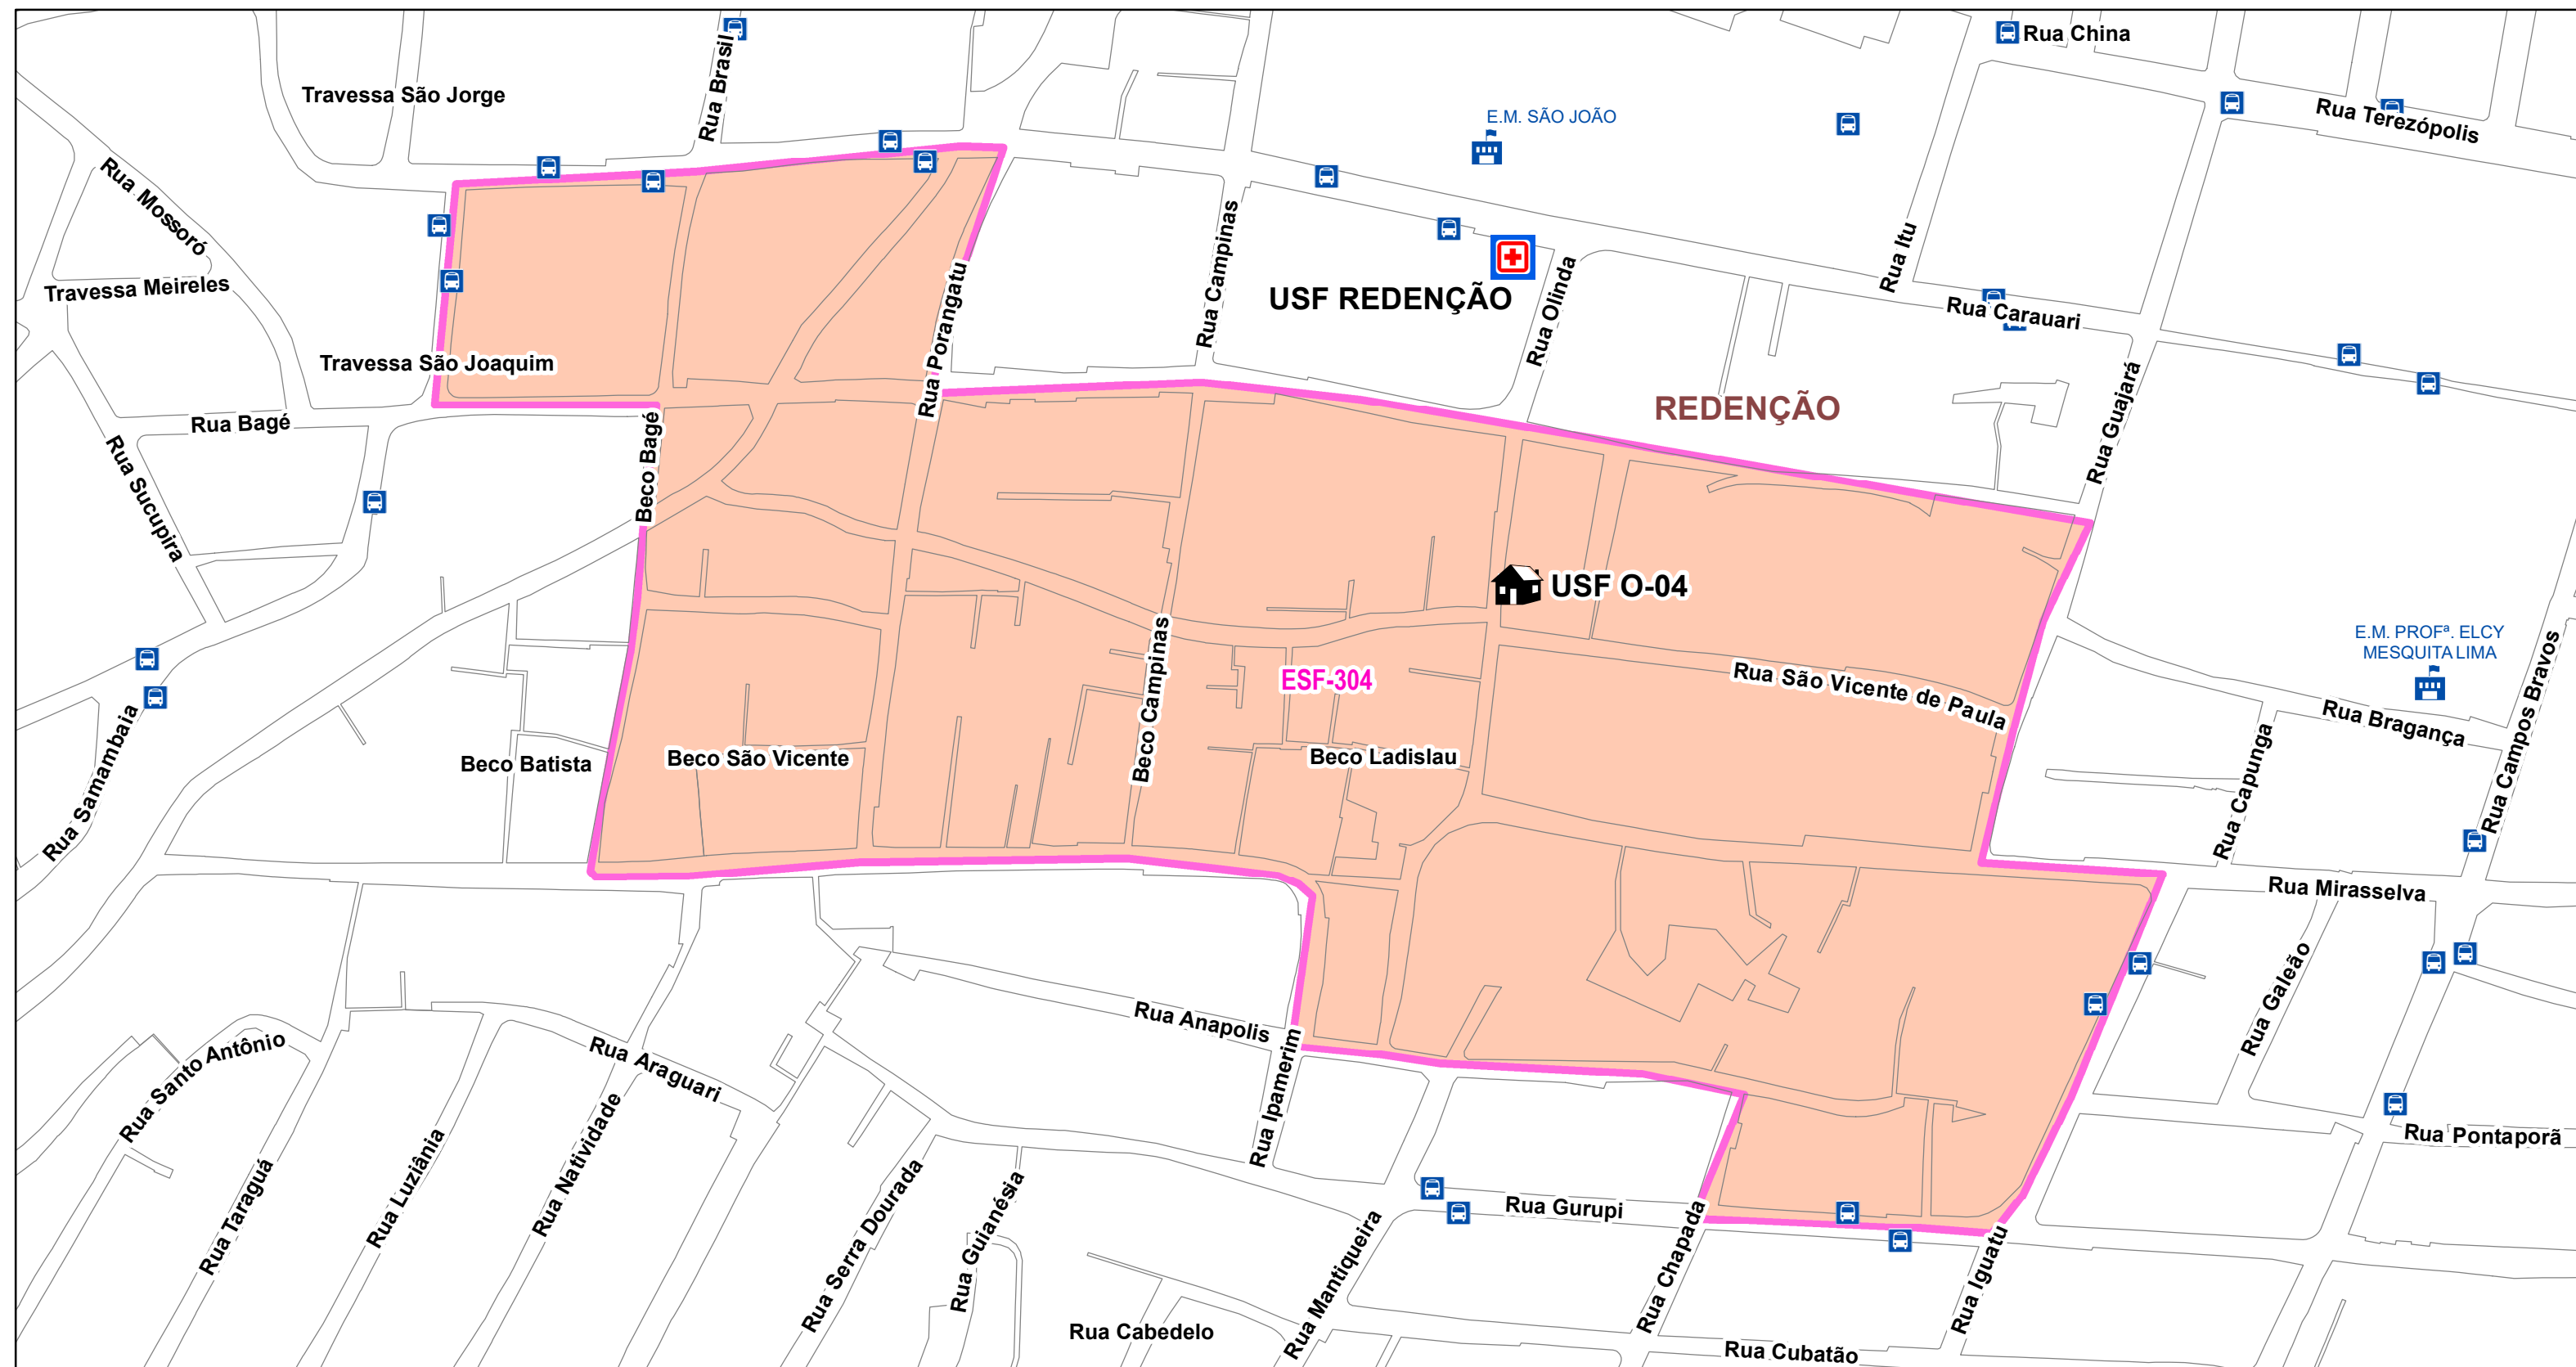 Rua China
Rua Brasil
Travessa São Jorge
E.M. SÃO JOÃO
Rua Terezópolis
Rua Mossoró
Travessa Meireles
Rua Campinas
Rua Itu
USF REDENÇÃO
Rua Olinda
Rua Carauari
Rua Porangatu
Travessa São Joaquim
REDENÇÃO
Rua Guajará
Rua Bagé
Beco Bagé
Rua Sucupira
USF O-04
E.M. PROFª. ELCY
MESQUITA LIMA
ESF-304
Rua São Vicente de Paula
Beco Campinas
Rua Bragança
Rua Campos Bravos
Rua Capunga
Beco Batista
Beco São Vicente
Beco Ladislau
Rua Samambaia
Rua Mirasselva
Rua Galeão
Rua Anapolis
Rua Ipamerim
Rua Santo Antônio
Rua Araguari
Rua Pontaporã
Rua Taraguá
Rua Luziânia
Rua Natividade
Rua Serra Dourada
Rua Guianésia
Rua Gurupi
Rua Mantiqueira
Rua Chapada
Rua Iguatu
Rua Cabedelo
Rua Cubatão